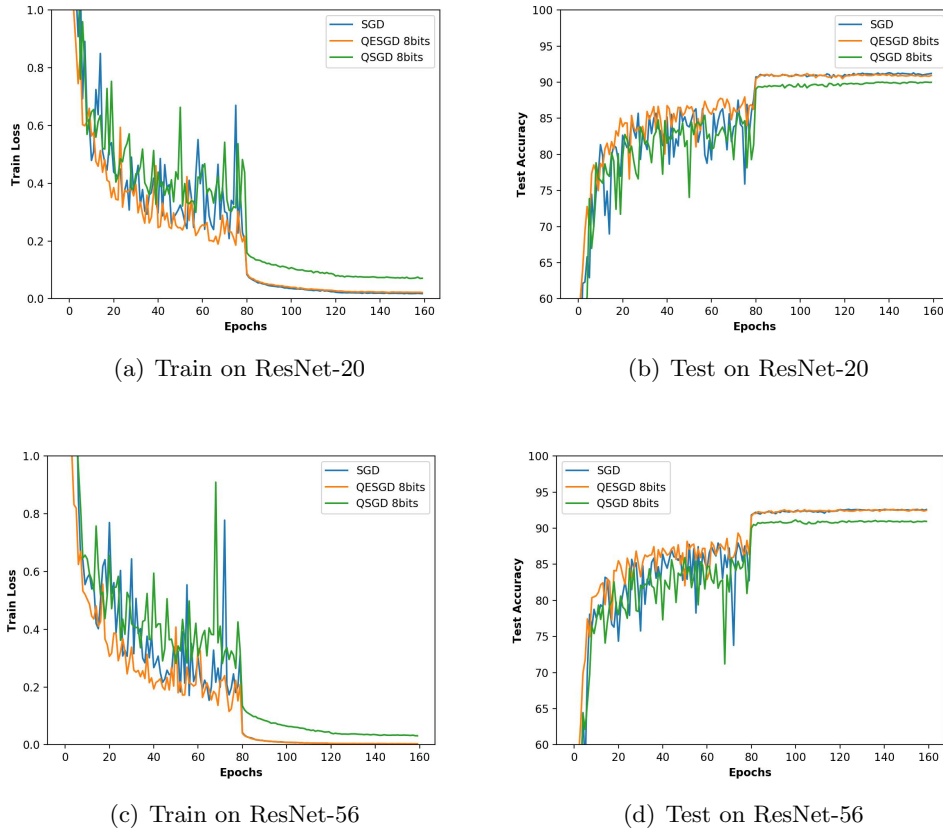 1.0
0.8
0.6
0.4
0.2
0.0
Train Loss
SGD
QESGD 8bits
QSGD 8bits
0 20 40 60 80 100 120 140 160
Epochs
(a) Train on ResNet-20
100
95
90
85
80
75
70
65
60
Test Accuracy
SGD
QESGD 8bits
QSGD 8bits
0 20 40 60 80 100 120 140 160
Epochs
(b) Test on ResNet-20
1.0
0.8
0.6
0.4
0.2
0.0
Train Loss
SGD
QESGD 8bits
QSGD 8bits
0 20 40 60 80 100 120 140 160
Epochs
(c) Train on ResNet-56
100
95
90
85
80
75
70
65
60
Test Accuracy
SGD
QESGD 8bits
QSGD 8bits
0 20 40 60 80 100 120 140 160
Epochs
(d) Test on ResNet-56